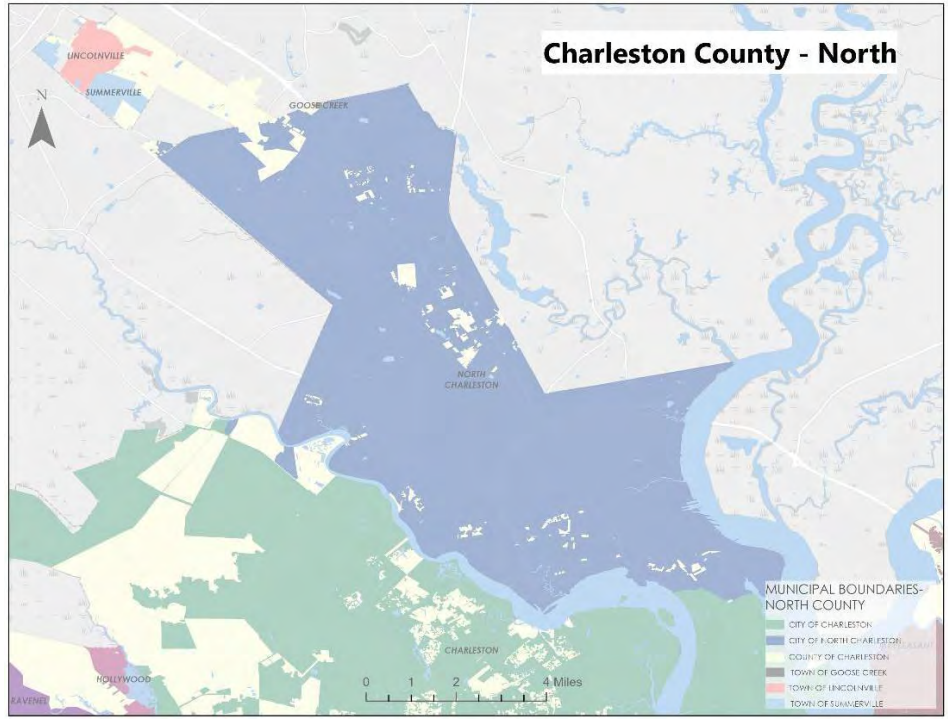 Charleston County - North
LINCOLNVILLE
SUMMERVILLE
N
GOOSE CREEK
NORTH
CHARLESTON
CHARLESTON
HOLLYWOOD
RAVENEL
0 1 2 4 Miles
MUNICIPAL BOUNDARIES-
NORTH COUNTY
CITY OF CHARLESTON
CITY OF NORTH CHARLESTON
COUNTY OF CHARLESTON
TOWN OF GOOSE CREEK
TOWN OF LINCOLNVILLE
TOWN OF SUMMERVILLE